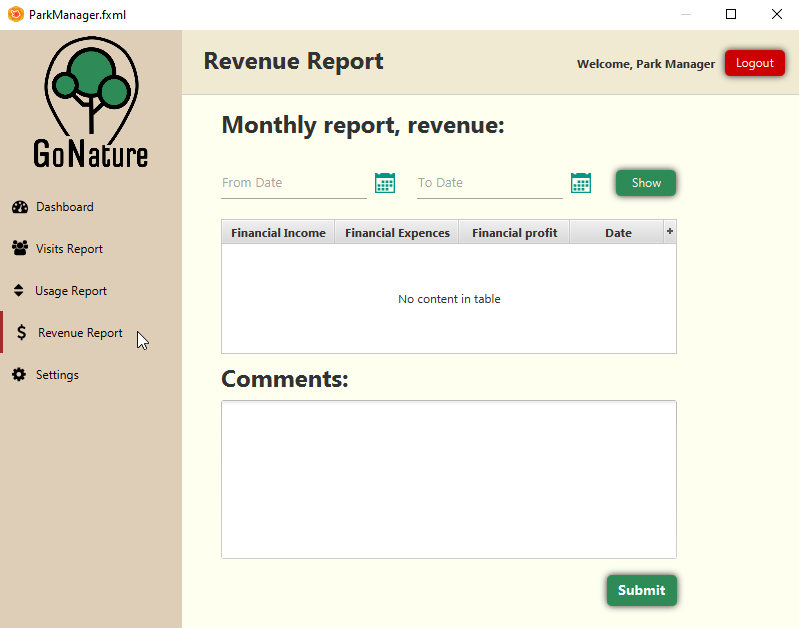 ParkManager.fxml
GoNature
Dashboard
Visits Report
Usage Report
Revenue Report
Settings
Revenue Report
Welcome, Park Manager
Logout
Monthly report, revenue:
From Date
To Date
Show
Financial Income Financial Expences Financial profit Date +
No content in table
Comments:
Submit